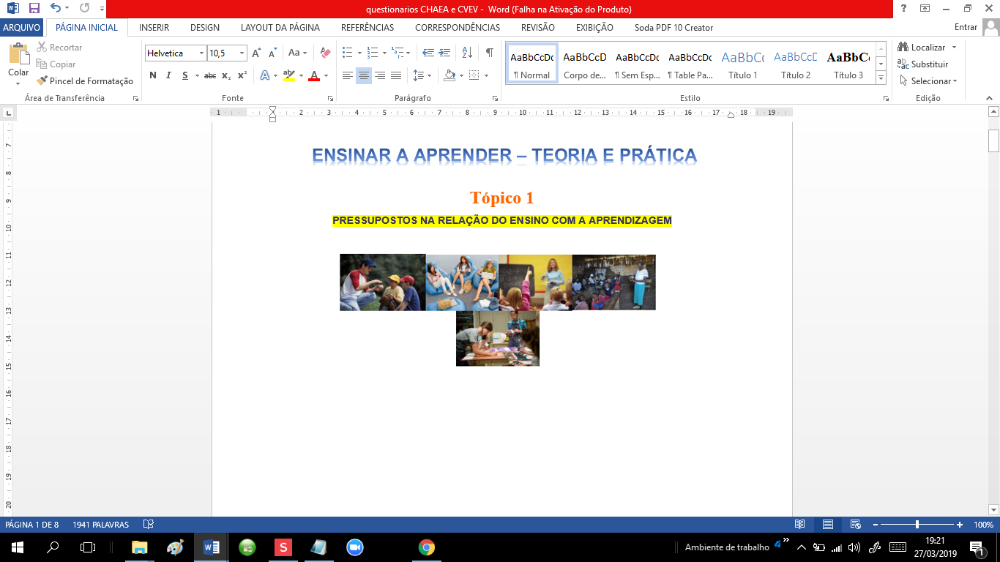 questionarios CHAEA e CVEV - Word (Falha na Ativação do Produto)
ARQUIVO PÁGINA INICIAL INSERIR DESIGN LAYOUT DA PÁGINA REFERÊNCIAS CORRESPONDÊNCIAS REVISÃO EXIBIÇÃO Soda PDF 10 Creator Entrar
Colar
Recortar
Copiar
Pincel de Formatação
Área de Transferência
Helvetica 10,5
N I S abc x₂ x²
Fonte
Parágrafo
AaBbCcDc AaBbCcD AaBbCcDc AaBbCcDc AaBbCc AaBbCcD AaBbCc
¶ Normal Corpo de... ¶ Sem Esp... ¶ Table Pa... Título 1 Título 2 Título 3
Estilo
Localizar
Substituir
Selecionar
Edição
1 2 3 4 5 6 7 8 9 10 11 12 13 14 15 16 17 18 19
7
8
9
10
11
12
13
14
15
16
17
18
19
20
ENSINAR A APRENDER – TEORIA E PRÁTICA
Tópico 1
PRESSUPOSTOS NA RELAÇÃO DO ENSINO COM A APRENDIZAGEM
PÁGINA 1 DE 8 1941 PALAVRAS 100%
Ambiente de trabalho
19:21
27/03/2019
1